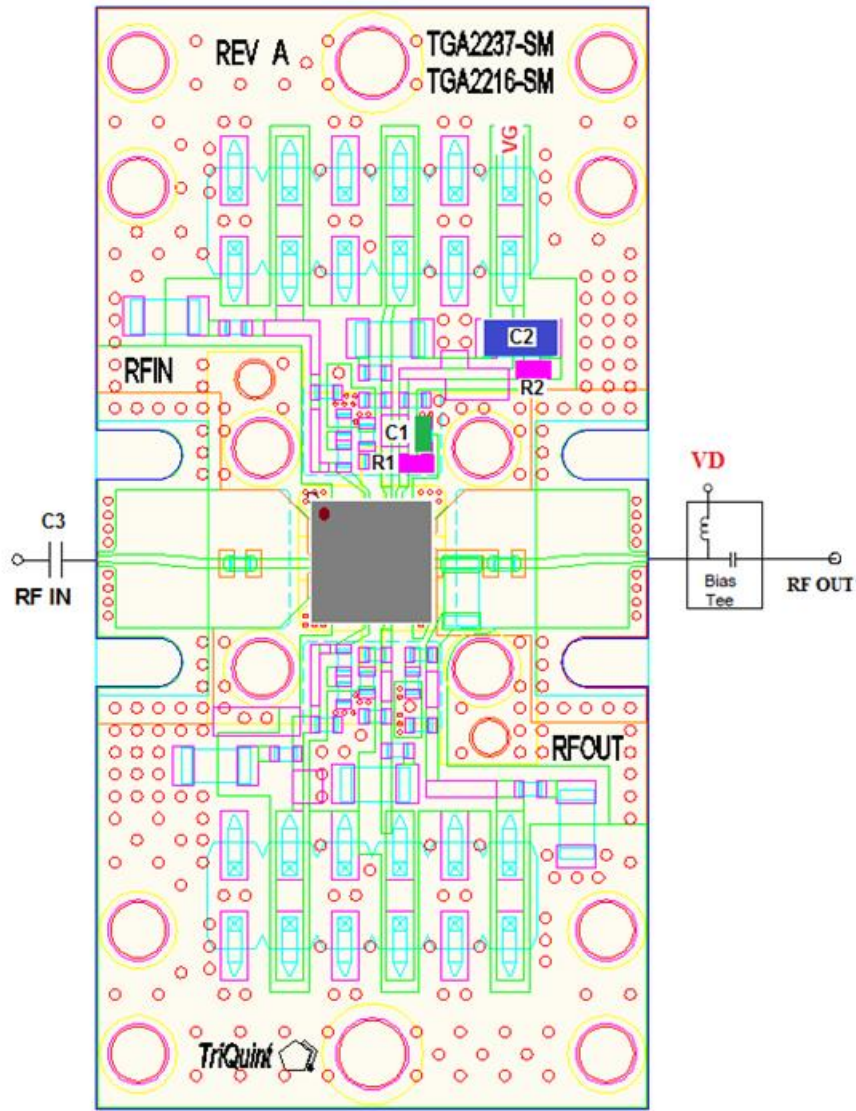 REV A
TGA2237-SM
TGA2216-SM
VG
C2
RFIN
R2
C1
R1
VD
C3
RF IN
Bias
Tee
RF OUT
RFOUT
TriQuint